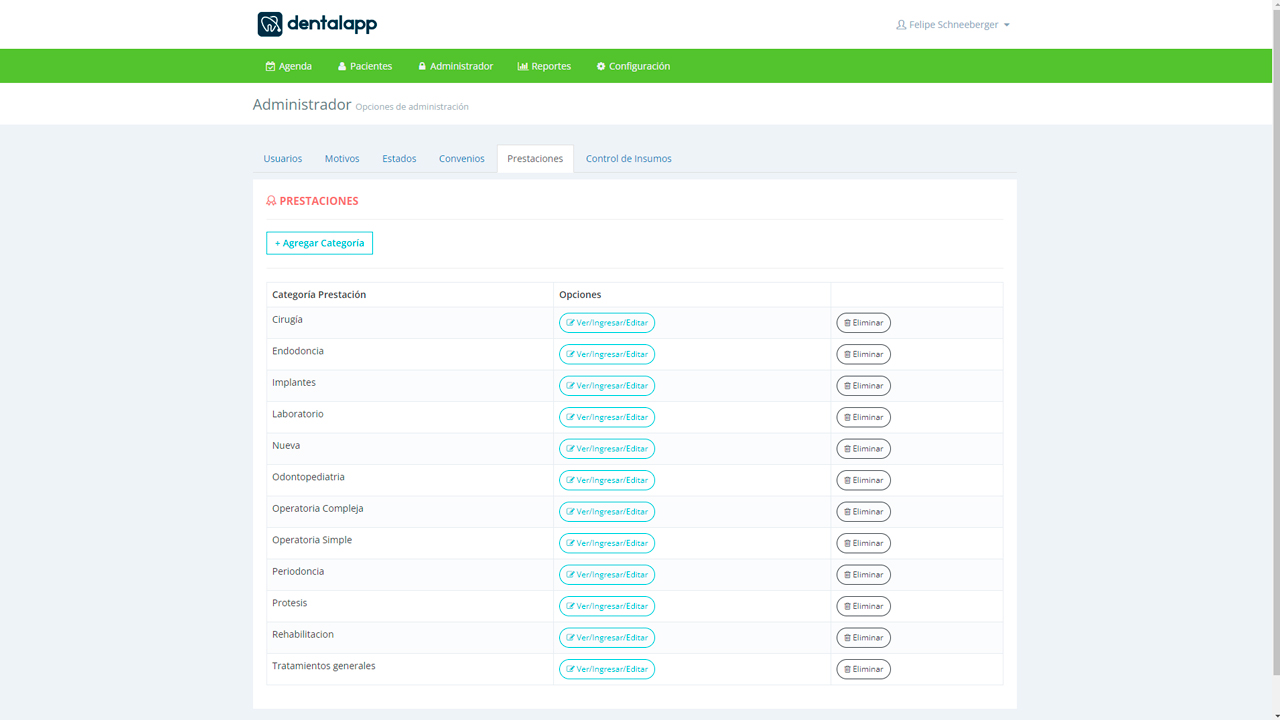 dentalapp
Felipe Schneeberger
Agenda Pacientes Administrador Reportes Configuración
Administrador Opciones de administración
Usuarios Motivos Estados Convenios Prestaciones Control de Insumos
PRESTACIONES
+ Agregar Categoría
Categoría Prestación Opciones
Cirugía Ver/Ingresar/Editar Eliminar
Endodoncia Ver/Ingresar/Editar Eliminar
Implantes Ver/Ingresar/Editar Eliminar
Laboratorio Ver/Ingresar/Editar Eliminar
Nueva Ver/Ingresar/Editar Eliminar
Odontopediatria Ver/Ingresar/Editar Eliminar
Operatoria Compleja Ver/Ingresar/Editar Eliminar
Operatoria Simple Ver/Ingresar/Editar Eliminar
Periodoncia Ver/Ingresar/Editar Eliminar
Protesis Ver/Ingresar/Editar Eliminar
Rehabilitacion Ver/Ingresar/Editar Eliminar
Tratamientos generales Ver/Ingresar/Editar Eliminar